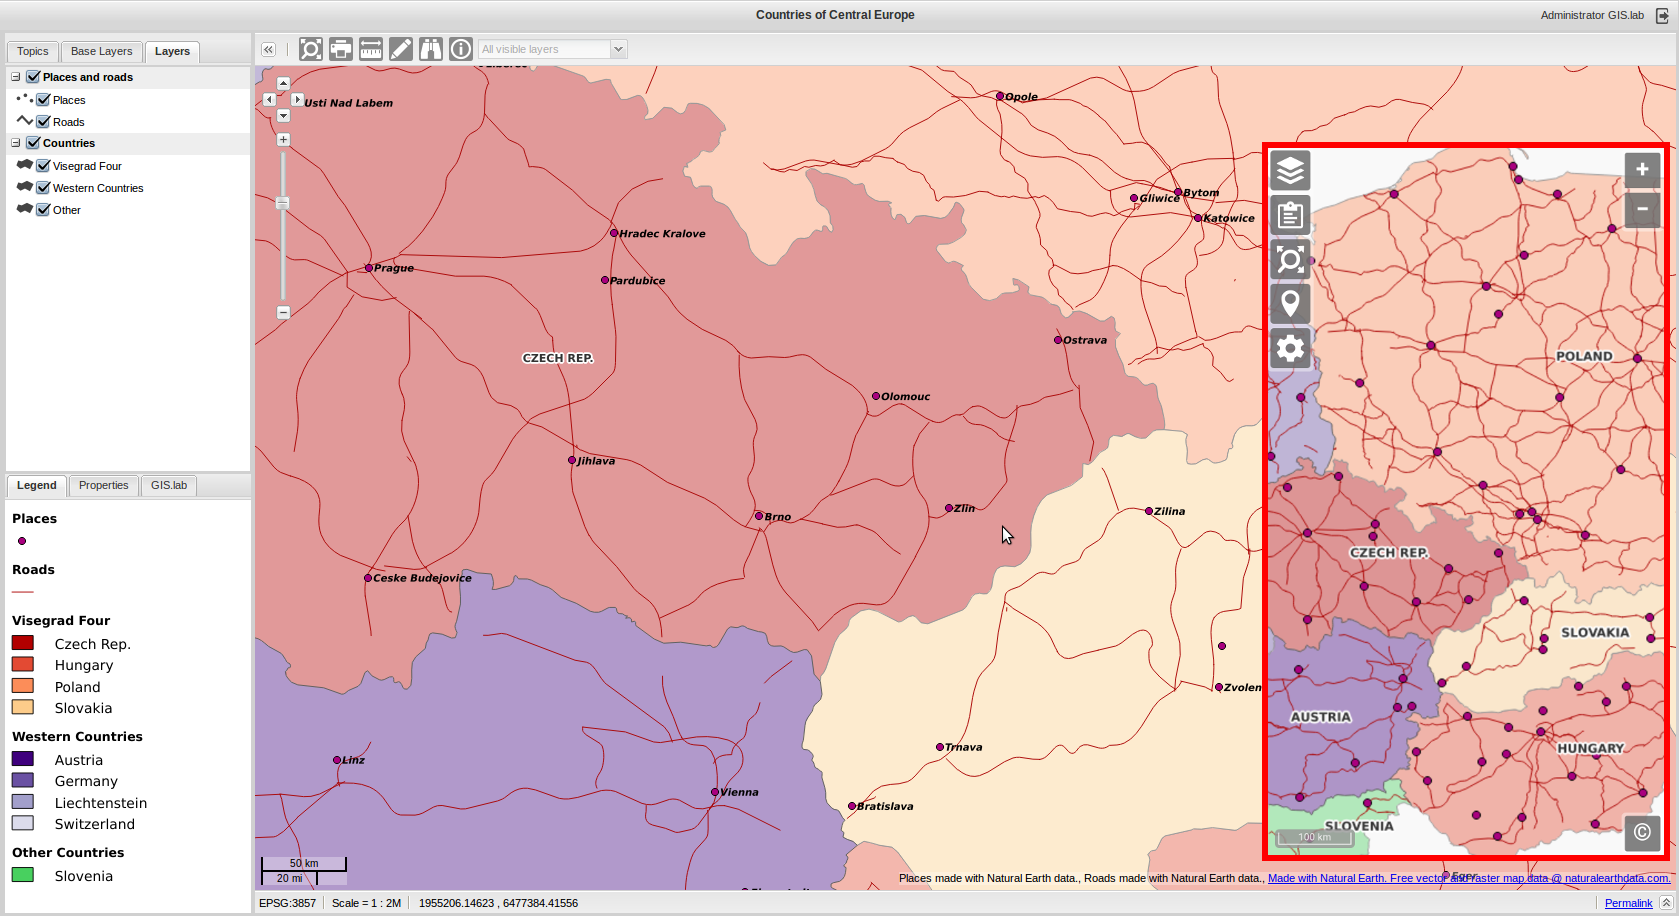 Countries of Central Europe
Administrator GIS.lab
Topics
Base Layers
Layers
All visible layers
Places and roads
Places
Roads
Countries
Visegrad Four
Western Countries
Other
Legend
Properties
GIS.lab
Places
Roads
Visegrad Four
Czech Rep.
Hungary
Poland
Slovakia
Western Countries
Austria
Germany
Liechtenstein
Switzerland
Other Countries
Slovenia
Usti Nad Labem
Opole
Bytom
Gliwice
Katowice
Hradec Kralove
Prague
Pardubice
Ostrava
CZECH REP.
Olomouc
Jihlava
Zlin
Zilina
Brno
Ceske Budejovice
Zvolen
Trnava
Linz
Vienna
Bratislava
POLAND
CZECH REP.
SLOVAKIA
AUSTRIA
HUNGARY
SLOVENIA
100 km
©
50 km
20 mi
Places made with Natural Earth data., Roads made with Natural Earth data., Made with Natural Earth. Free vector and raster map data @ naturalearthdata.com.
EPSG:3857
Scale = 1 : 2M
1955206.14623 , 6477384.41556
Permalink